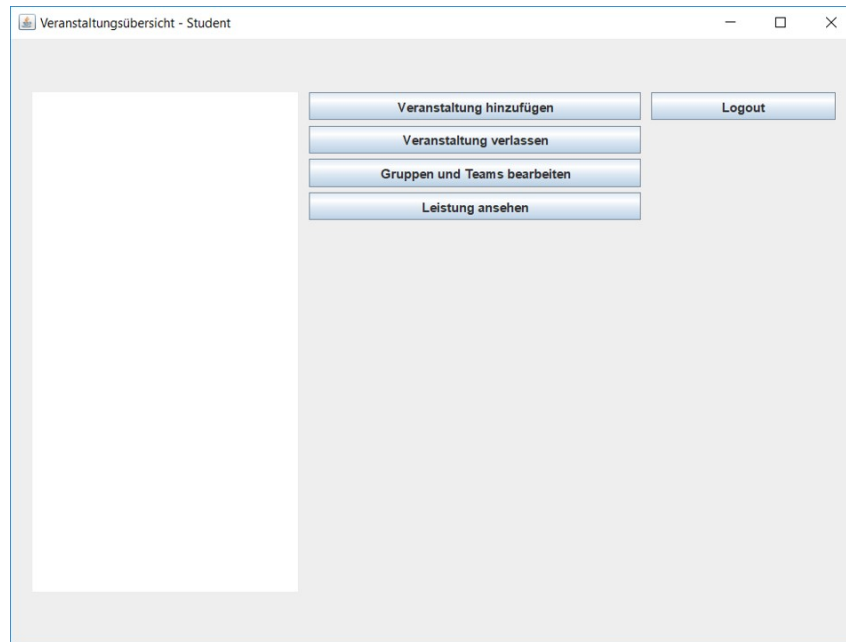 Veranstaltungsübersicht - Student
Veranstaltung hinzufügen
Logout
Veranstaltung verlassen
Gruppen und Teams bearbeiten
Leistung ansehen